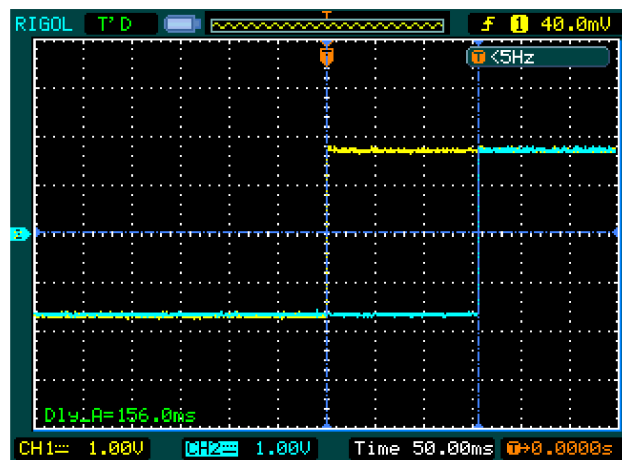 RIGOL T'D T f 1 40.0mV
T
T <5Hz
2
Dly_A=156.0ms
CH1 1.00V CH2 1.00V Time 50.00ms T→0.0000s